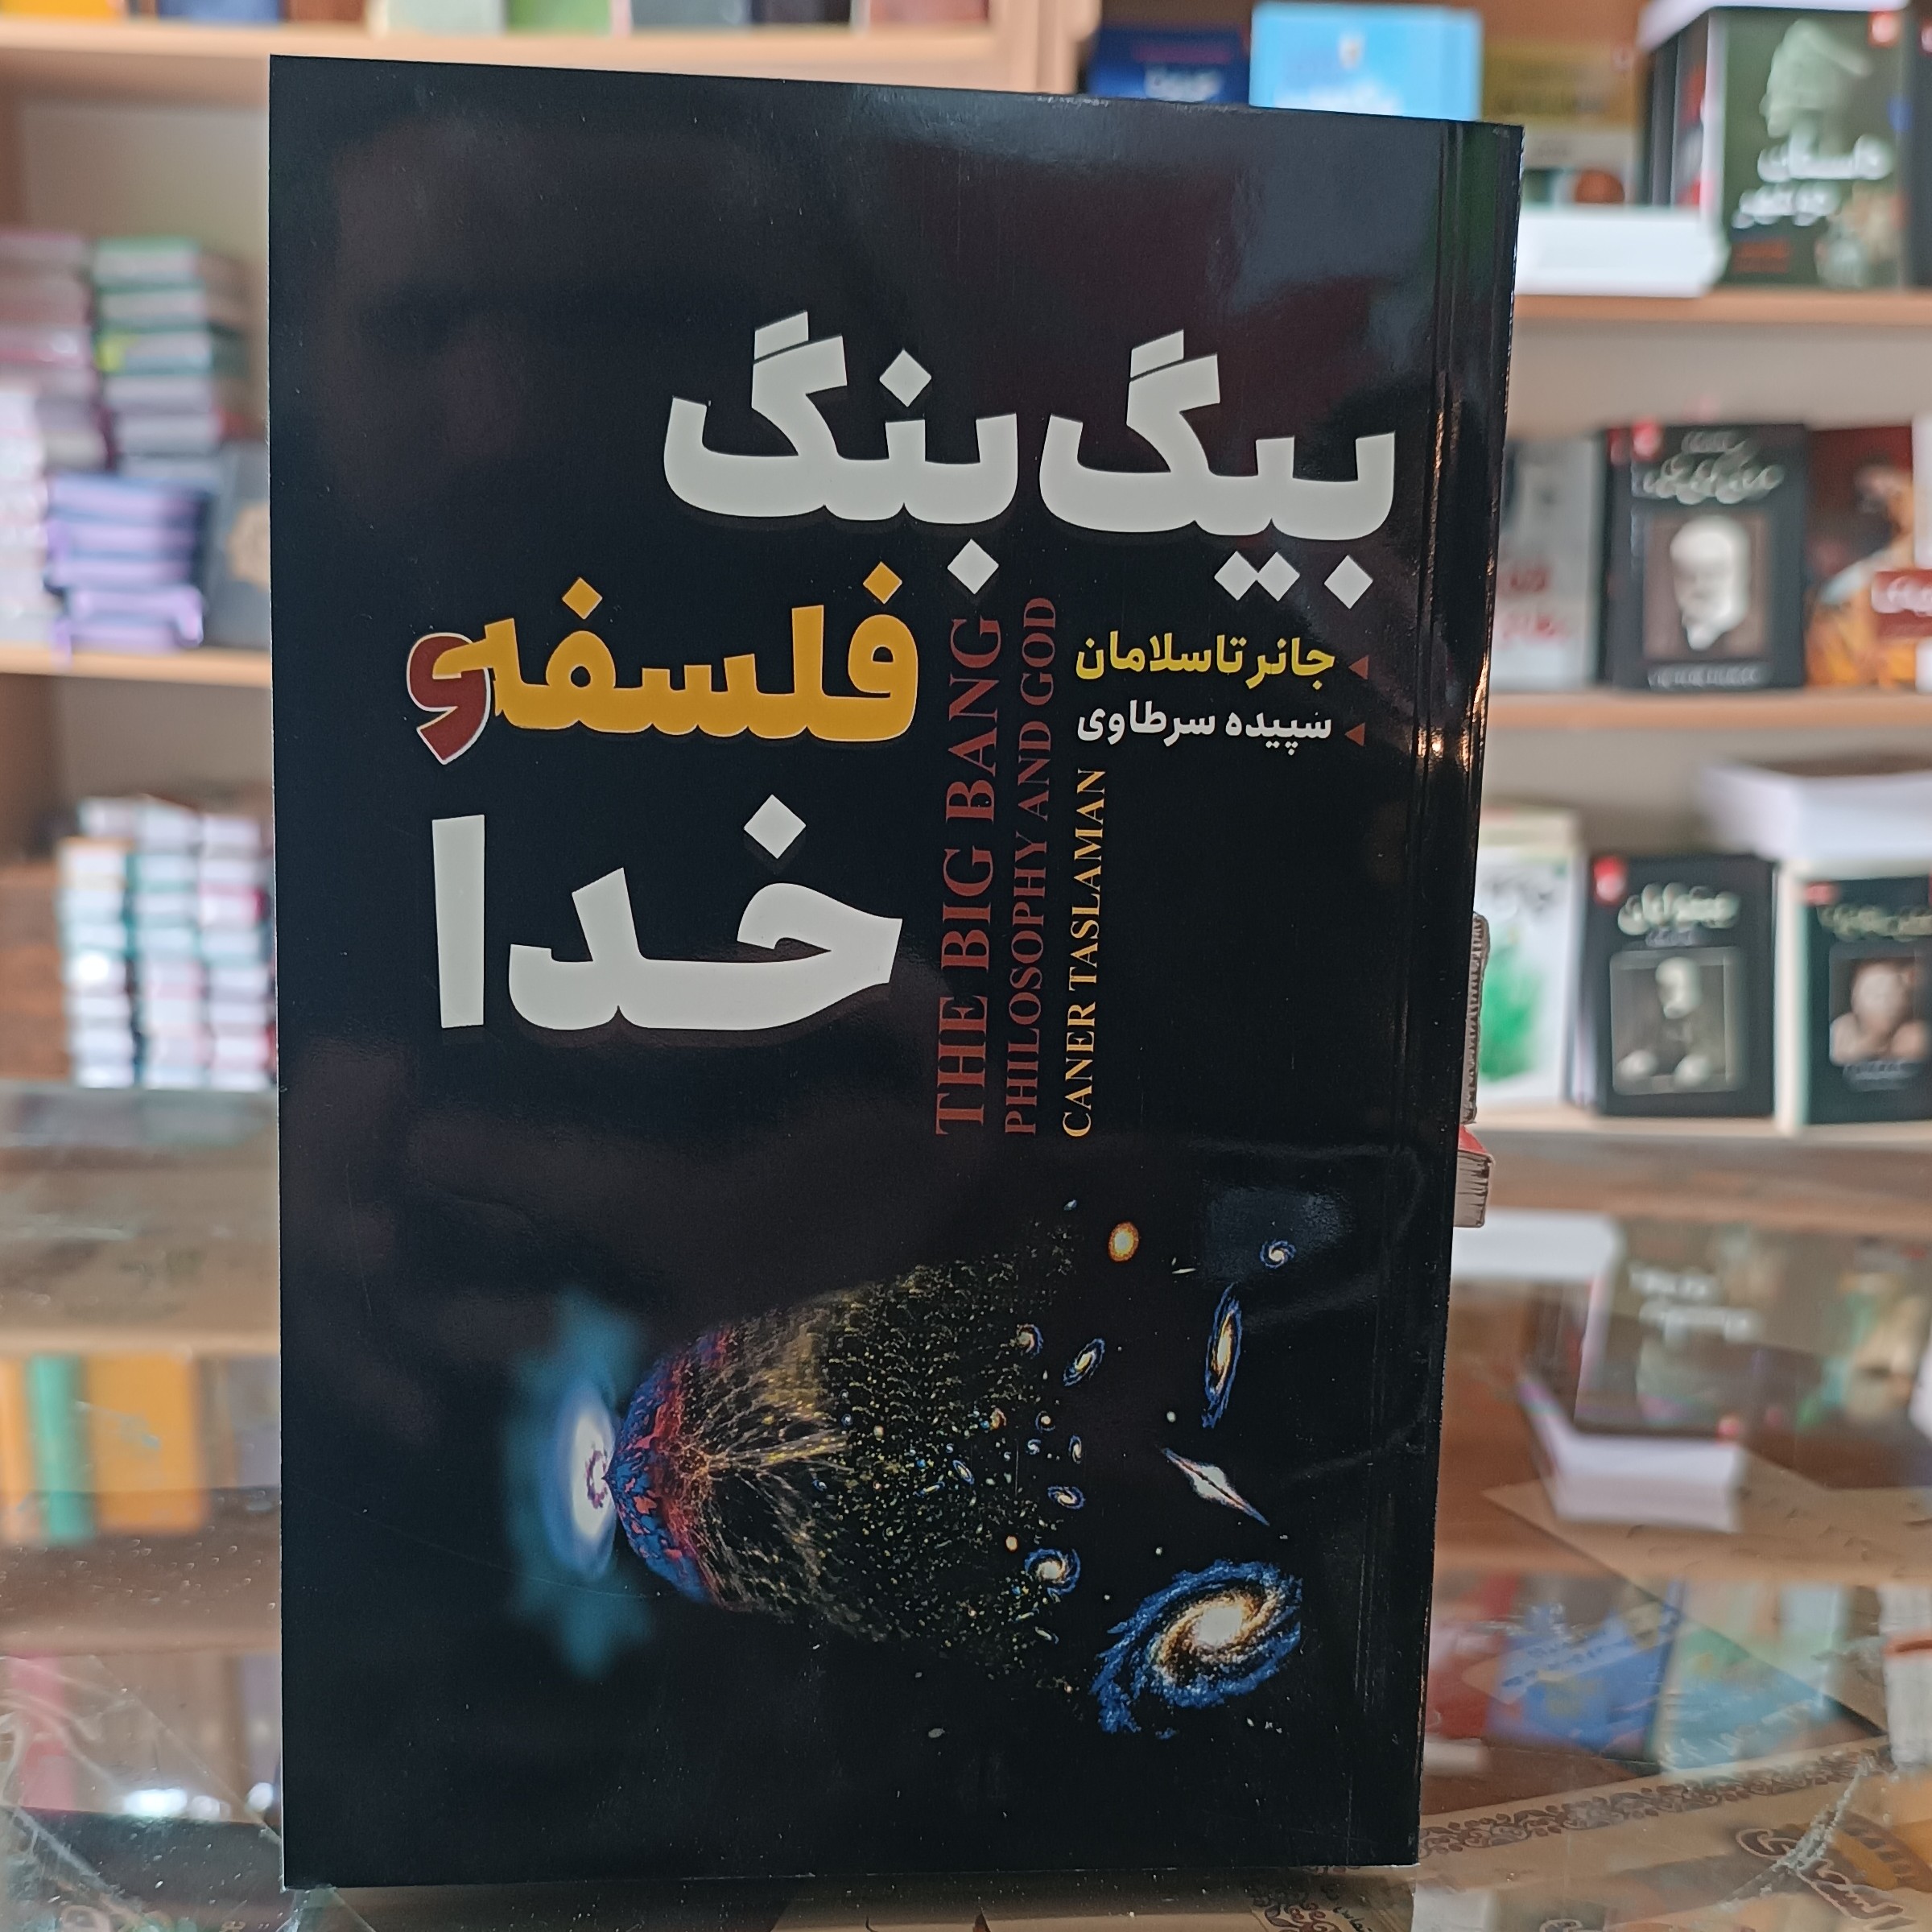 بیگ بنگ
فلسفه و
خدا
جانر تاسلامان
سپیده سرطاوی
THE BIG BANG
PHILOSOPHY AND GOD
CANER TASLAMAN